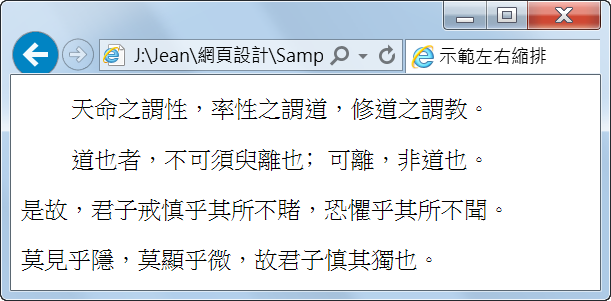 J:\Jean\網頁設計\Samp
示範左右縮排
天命之謂性，率性之謂道，修道之謂教。
道也者，不可須臾離也; 可離，非道也。
是故，君子戒慎乎其所不賭，恐懼乎其所不聞。
莫見乎隱，莫顯乎微，故君子慎其獨也。